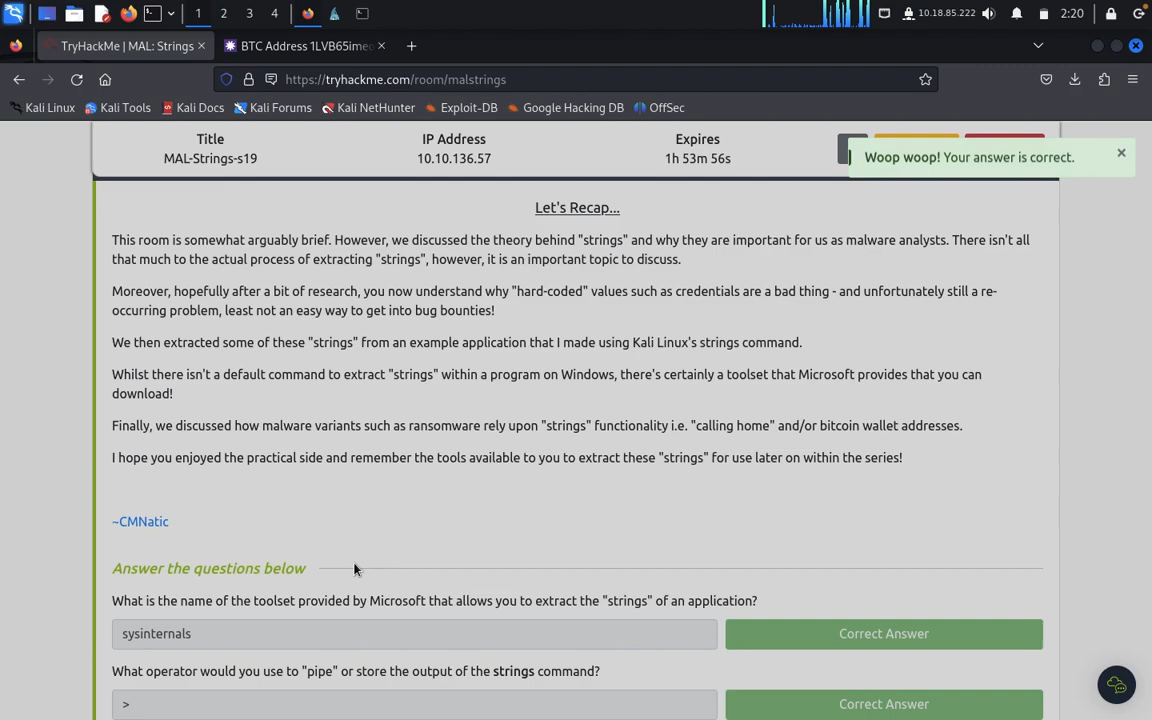 1
2
3
4
10.18.85.222
2:20
TryHackMe | MAL: Strings
BTC Address 1LVB65imeo
https://tryhackme.com/room/malstrings
Kali Linux
Kali Tools
Kali Docs
Kali Forums
Kali NetHunter
Exploit-DB
Google Hacking DB
OffSec
Title
IP Address
Expires
MAL-Strings-s19
10.10.136.57
1h 53m 56s
Woop woop! Your answer is correct.
Let's Recap...
This room is somewhat arguably brief. However, we discussed the theory behind "strings" and why they are important for us as malware analysts. There isn't all
that much to the actual process of extracting "strings", however, it is an important topic to discuss.
Moreover, hopefully after a bit of research, you now understand why "hard-coded" values such as credentials are a bad thing - and unfortunately still a re-
occurring problem, least not an easy way to get into bug bounties!
We then extracted some of these "strings" from an example application that I made using Kali Linux's strings command.
Whilst there isn't a default command to extract "strings" within a program on Windows, there's certainly a toolset that Microsoft provides that you can
download!
Finally, we discussed how malware variants such as ransomware rely upon "strings" functionality i.e. "calling home" and/or bitcoin wallet addresses.
I hope you enjoyed the practical side and remember the tools available to you to extract these "strings" for use later on within the series!
~CMNatic
Answer the questions below
What is the name of the toolset provided by Microsoft that allows you to extract the "strings" of an application?
sysinternals
Correct Answer
What operator would you use to "pipe" or store the output of the strings command?
>
Correct Answer